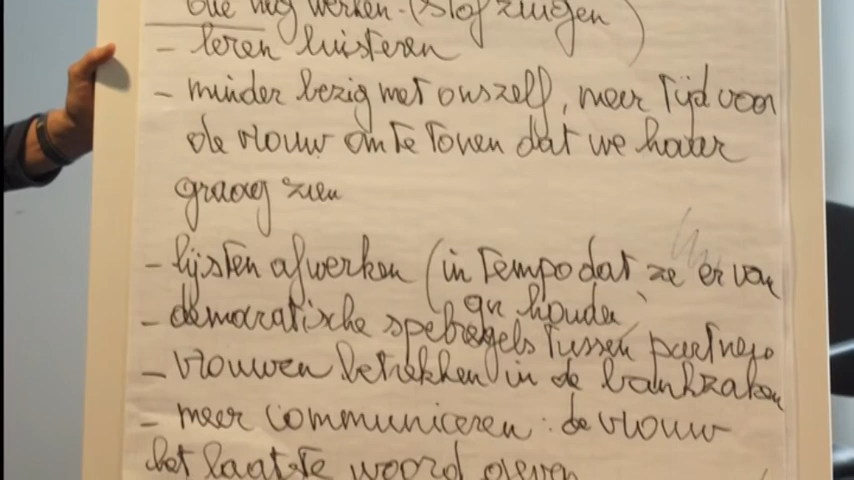 werken. (stofzuigen)
- leren luisteren
- minder bezig met onszelf, meer tijd voor
de vrouw om te tonen dat we haar
graag zien
- lijsten afwerken (in tempo dat ze er van
gn houden
- democratische spelregels tussen partners
- vrouwen betrekken in de bankzaken
- meer communiceren : de vrouw
het laatste woord geven